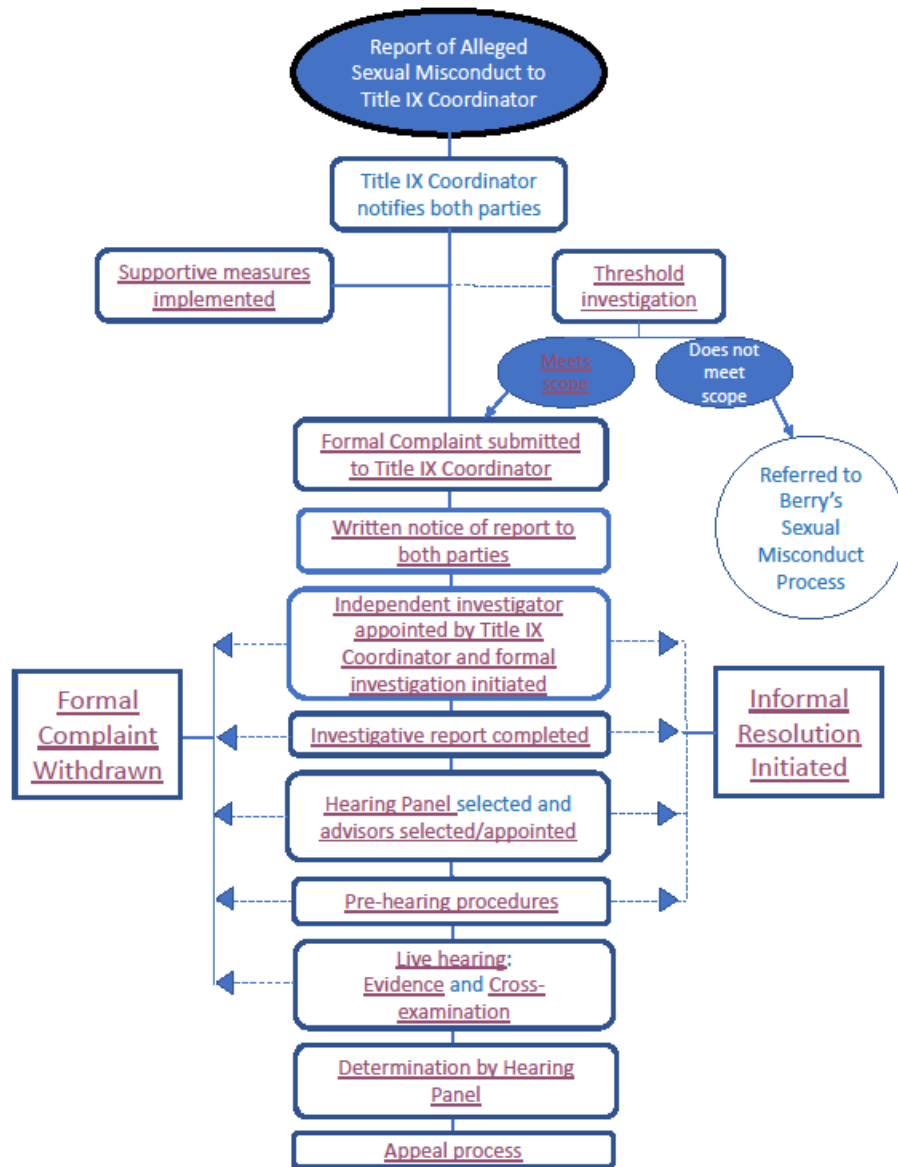 Report of Alleged
Sexual Misconduct to
Title IX Coordinator
Title IX Coordinator
notifies both parties
Supportive measures
implemented
Threshold
investigation
Meets
scope
Does not
meet
scope
Formal Complaint submitted
to Title IX Coordinator
Referred to
Berry’s
Sexual
Misconduct
Process
Written notice of report to
both parties
Independent investigator
appointed by Title IX
Coordinator and formal
investigation initiated
Formal
Complaint
Withdrawn
Informal
Resolution
Initiated
Investigative report completed
Hearing Panel selected and
advisors selected/appointed
Pre-hearing procedures
Live hearing:
Evidence and Cross-
examination
Determination by Hearing
Panel
Appeal process